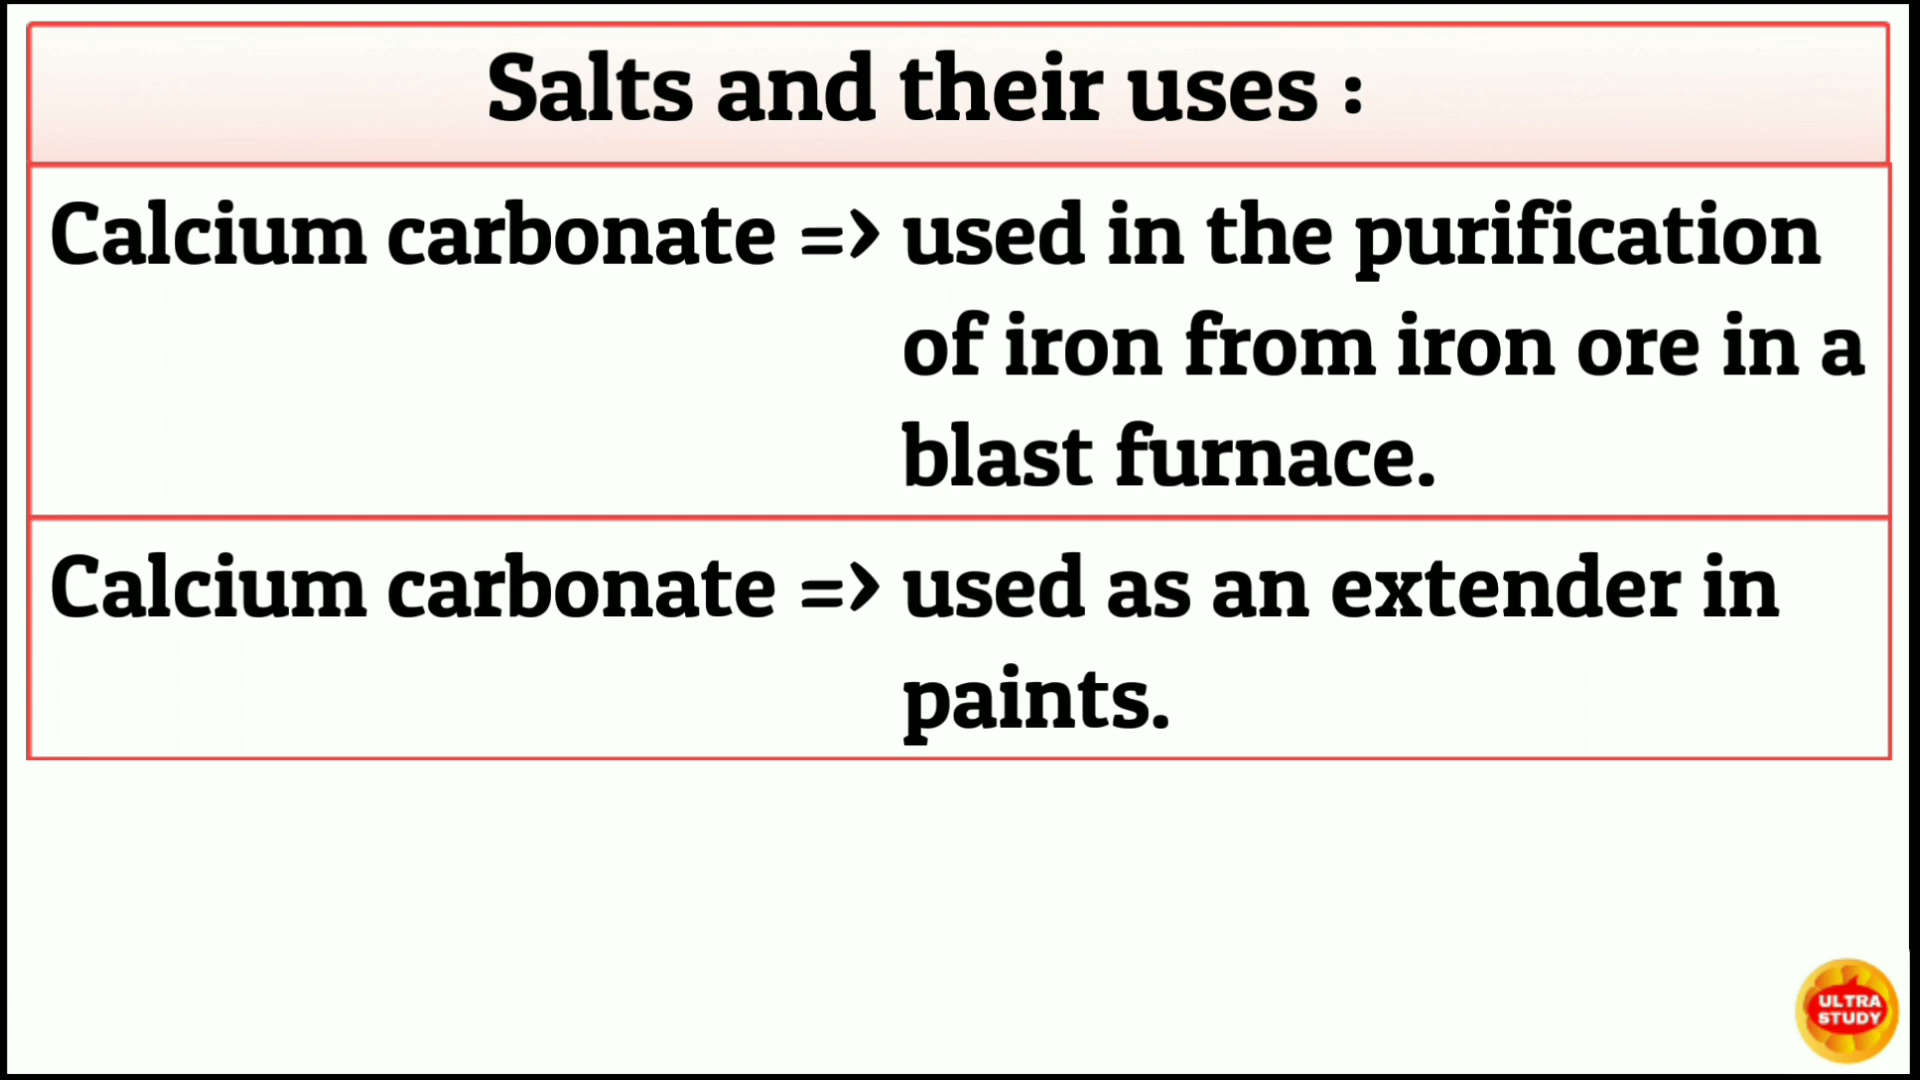 Salts and their uses :
Calcium carbonate => used in the purification
of iron from iron ore in a
blast furnace.
Calcium carbonate => used as an extender in
paints.
ULTRA
STUDY